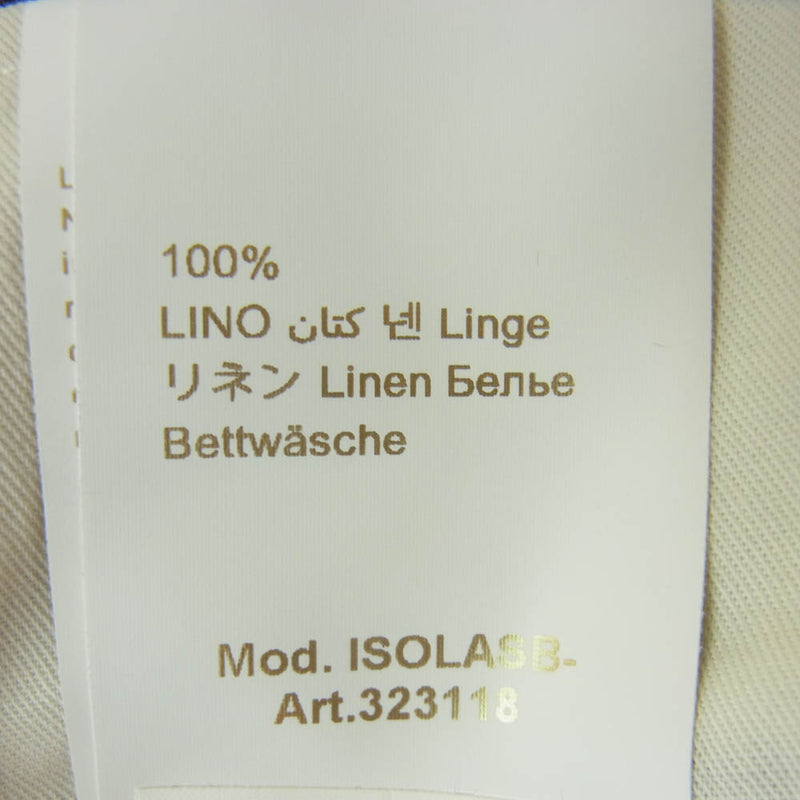 100%
LINO كتان 넨 Linge
リネン Linen Белье
Bettwäsche
Mod. ISOLASB-
Art.323118